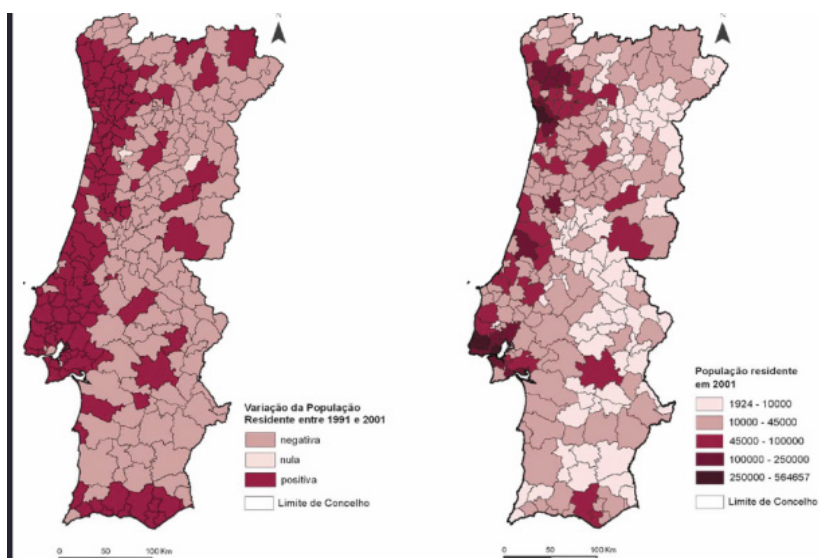 Variação da População
Residente entre 1991 e 2001
negativa
nula
positiva
Limite de Concelho
0 50 100 Km
População residente
em 2001
1924 - 10000
10000 - 45000
45000 - 100000
100000 - 250000
250000 - 564657
Limite de Concelho
0 50 100 Km